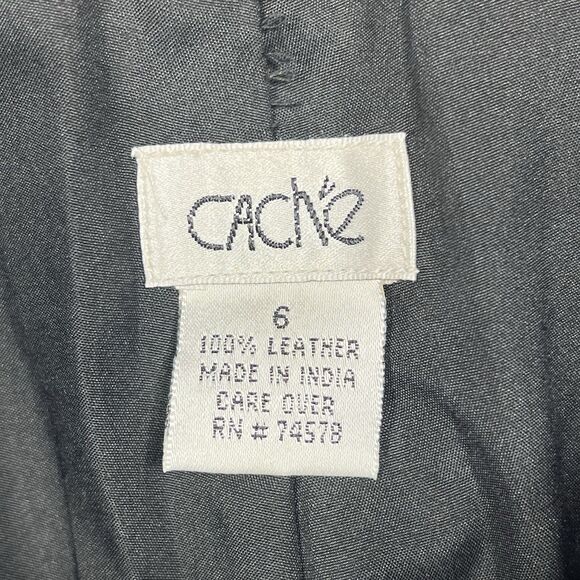 caché
6
100% LEATHER
MADE IN INDIA
CARE OVER
RN # 74578